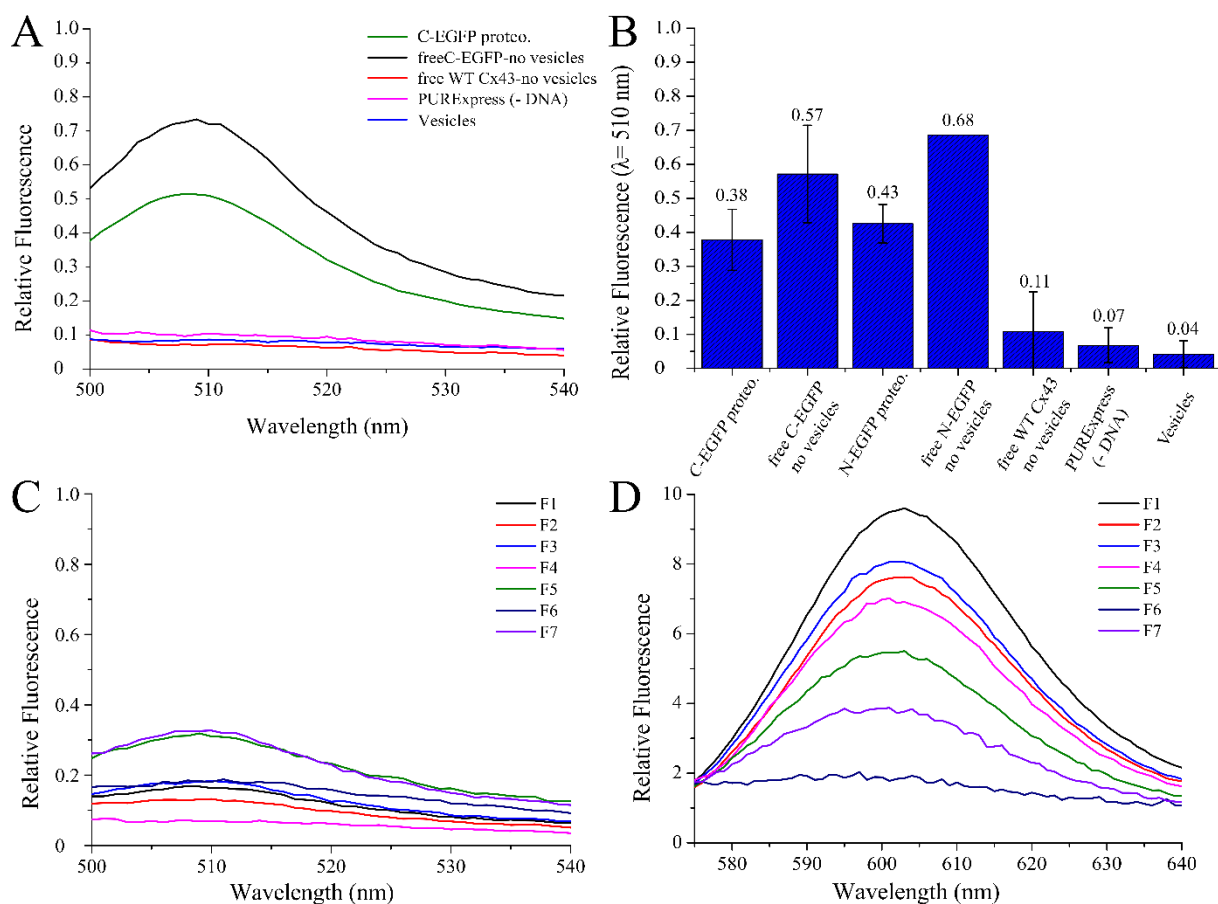 A
1.0
0.9
0.8
0.7
0.6
0.5
0.4
0.3
0.2
0.1
0
Relative Fluorescence
C-EGFP proteo.
freeC-EGFP-no vesicles
free WT Cx43-no vesicles
PURExpress (- DNA)
Vesicles
500
510
520
530
540
Wavelength (nm)
B
1.0
0.9
0.8
0.7
0.6
0.5
0.4
0.3
0.2
0.1
0
Relative Fluorescence (λ= 510 nm)
0.38
0.57
0.43
0.68
0.11
0.07
0.04
C-EGFP proteo.
free C-EGFP
no vesicles
N-EGFP proteo.
free N-EGFP
no vesicles
free WT Cx43
no vesicles
PURExpress
(- DNA)
Vesicles
C
1.0
0.8
0.6
0.4
0.2
0
Relative Fluorescence
F1
F2
F3
F4
F5
F6
F7
500
510
520
530
540
Wavelength (nm)
D
10
8
6
4
2
0
Relative Fluorescence
F1
F2
F3
F4
F5
F6
F7
580
590
600
610
620
630
640
Wavelength (nm)